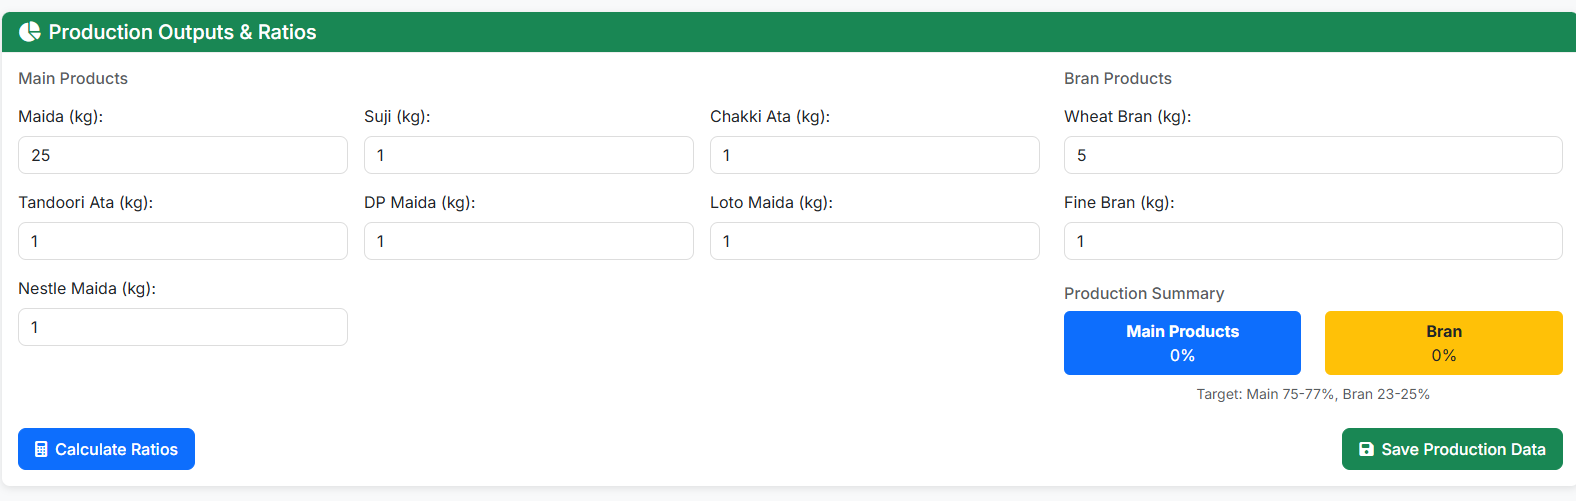 Production Outputs & Ratios
Main Products
Maida (kg):
25
Suji (kg):
1
Chakki Ata (kg):
1
Tandoori Ata (kg):
1
DP Maida (kg):
1
Loto Maida (kg):
1
Nestle Maida (kg):
1
Bran Products
Wheat Bran (kg):
5
Fine Bran (kg):
1
Production Summary
Main Products
0%
Bran
0%
Target: Main 75-77%, Bran 23-25%
Calculate Ratios
Save Production Data